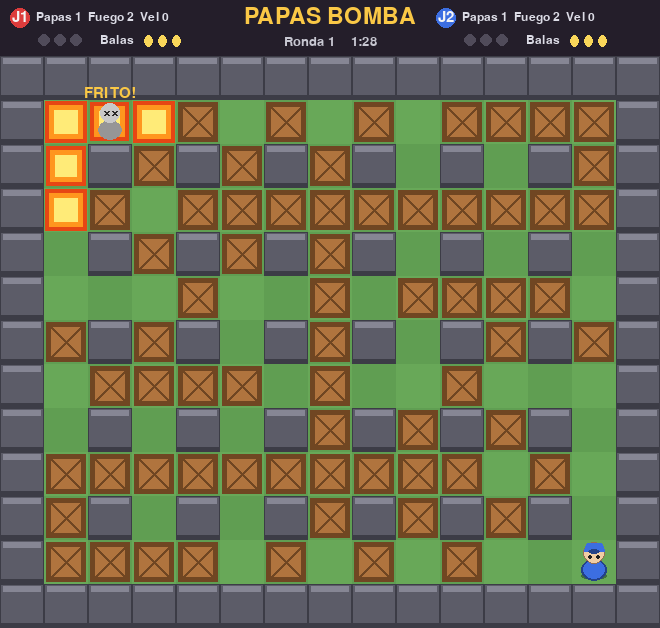 J1 Papas 1 Fuego 2 Vel 0
Balas
PAPAS BOMBA
Ronda 1 1:28
J2 Papas 1 Fuego 2 Vel 0
Balas
FRITO!